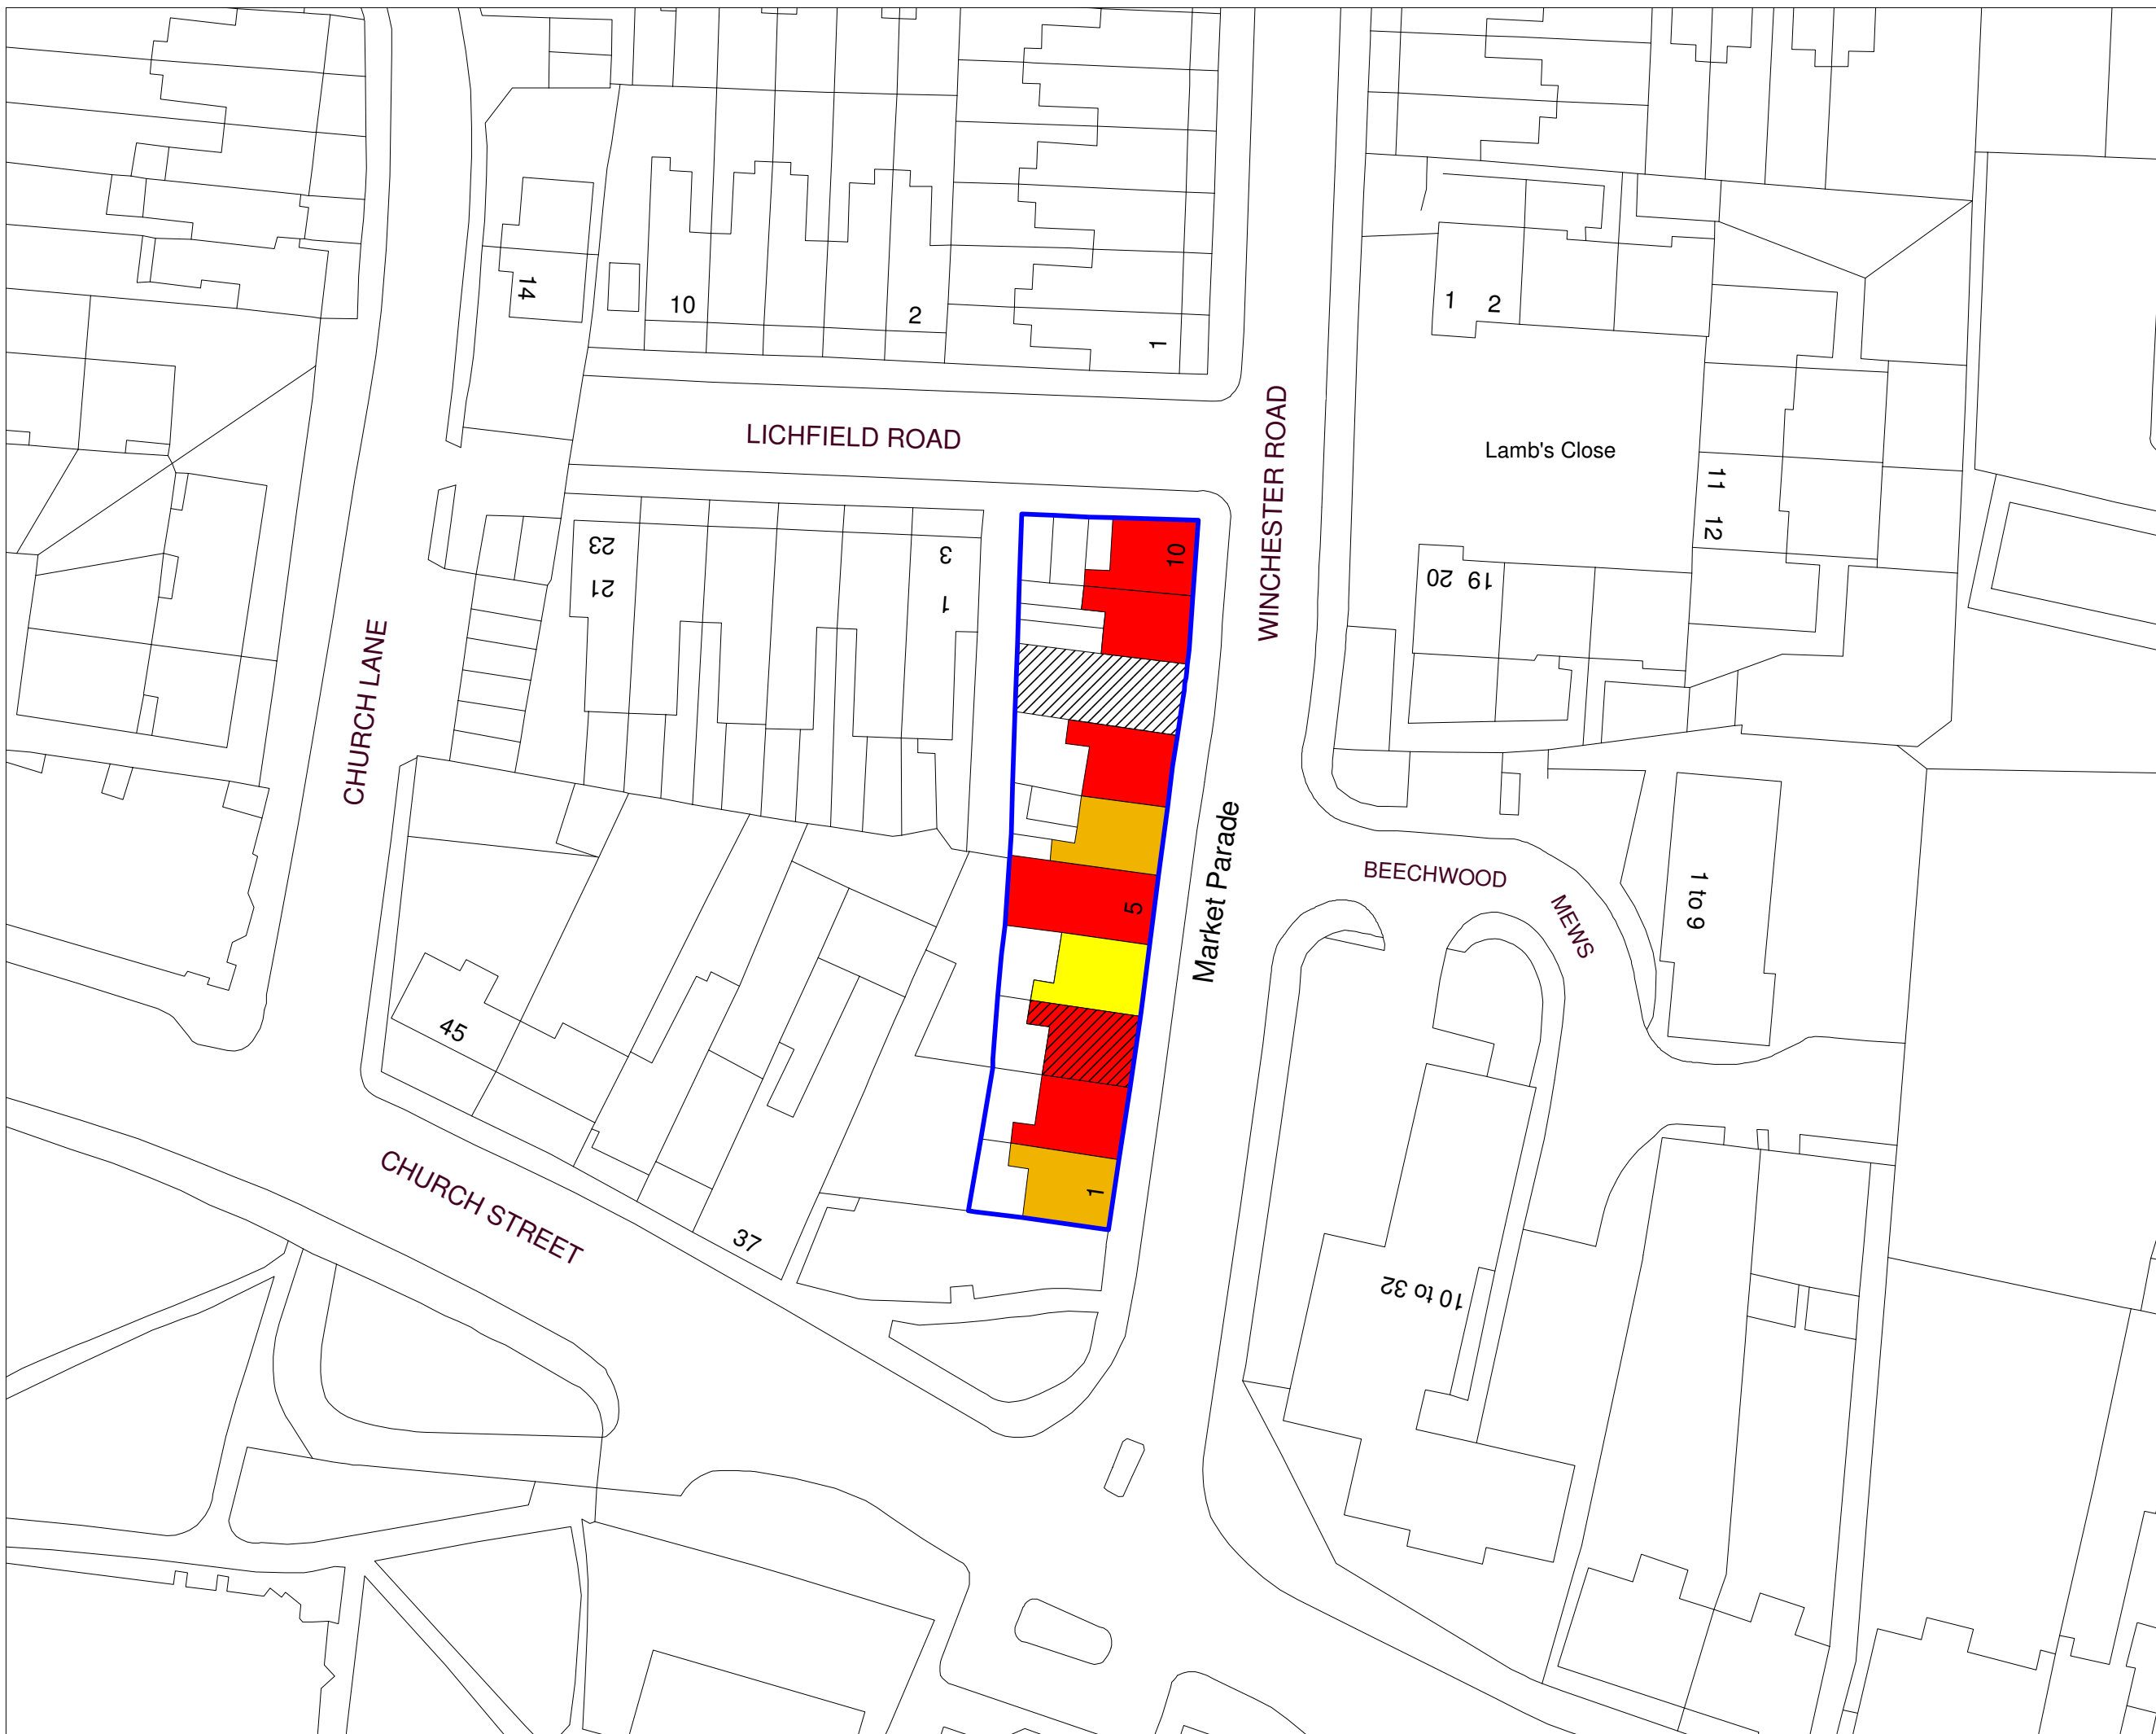 14
10
2
1
1 2
LICHFIELD ROAD
WINCHESTER ROAD
Lamb's Close
11
12
23
21
3
1
10
20 19
CHURCH LANE
Market Parade
5
BEECHWOOD
MEWS
1 to 9
45
CHURCH STREET
37
1
10 to 32